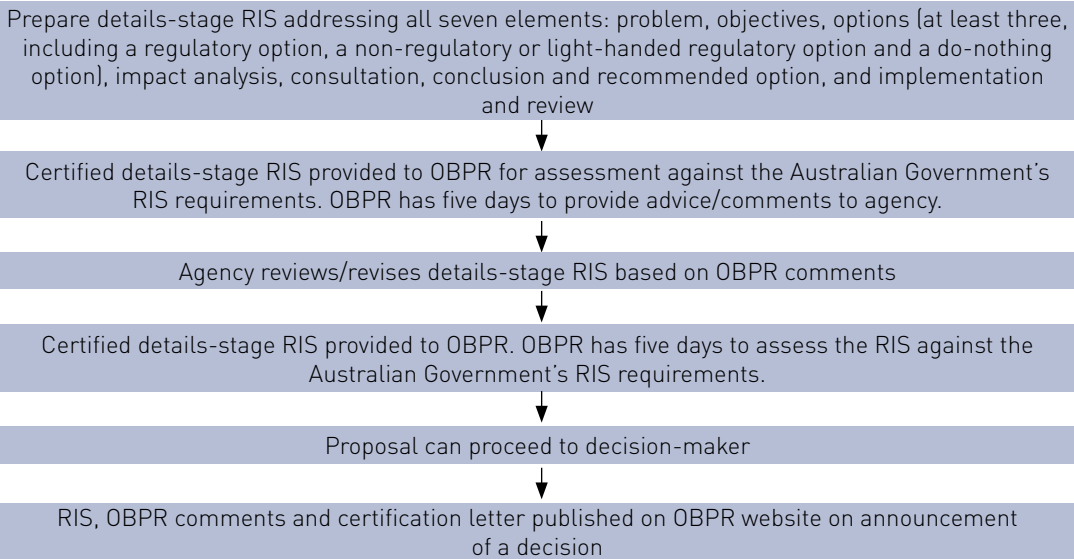 Prepare details-stage RIS addressing all seven elements: problem, objectives, options (at least three,
including a regulatory option, a non-regulatory or light-handed regulatory option and a do-nothing
option), impact analysis, consultation, conclusion and recommended option, and implementation
and review
Certified details-stage RIS provided to OBPR for assessment against the Australian Government’s
RIS requirements. OBPR has five days to provide advice/comments to agency.
Agency reviews/revises details-stage RIS based on OBPR comments
Certified details-stage RIS provided to OBPR. OBPR has five days to assess the RIS against the
Australian Government’s RIS requirements.
Proposal can proceed to decision-maker
RIS, OBPR comments and certification letter published on OBPR website on announcement
of a decision